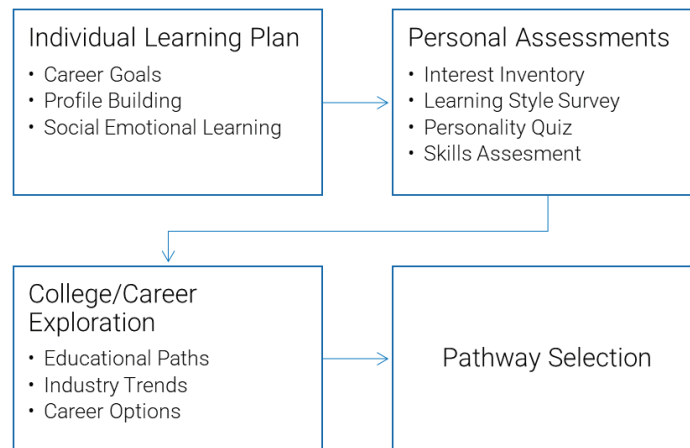 Individual Learning Plan
• Career Goals
• Profile Building
• Social Emotional Learning
Personal Assessments
• Interest Inventory
• Learning Style Survey
• Personality Quiz
• Skills Assesment
College/Career
Exploration
• Educational Paths
• Industry Trends
• Career Options
Pathway Selection